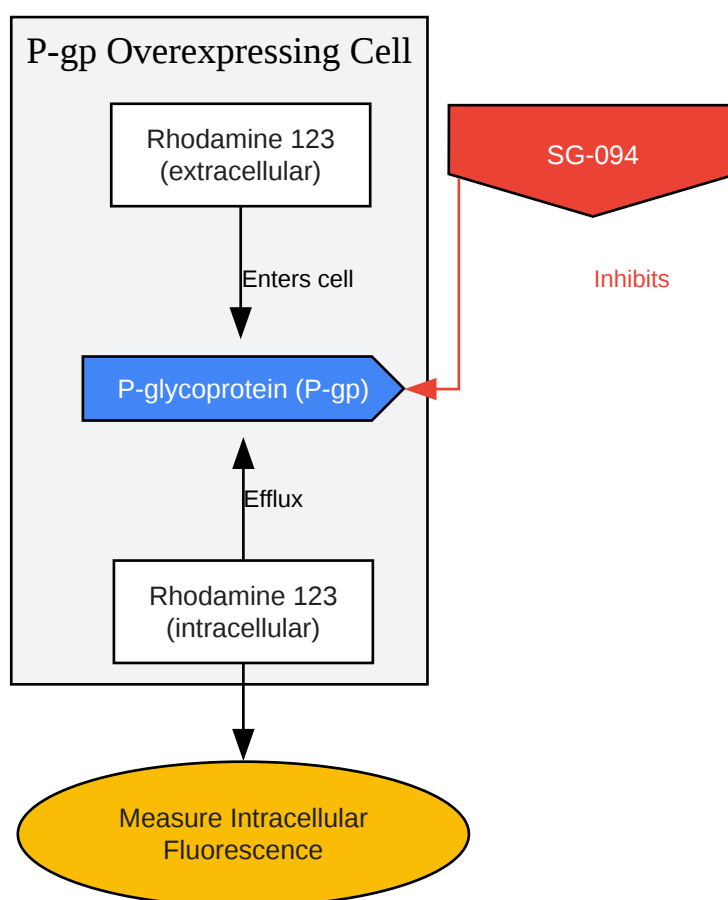 P-gp Overexpressing Cell
Rhodamine 123
(extracellular)
SG-094
Enters cell
Inhibits
P-glycoprotein (P-gp)
Efflux
Rhodamine 123
(intracellular)
Measure Intracellular
Fluorescence